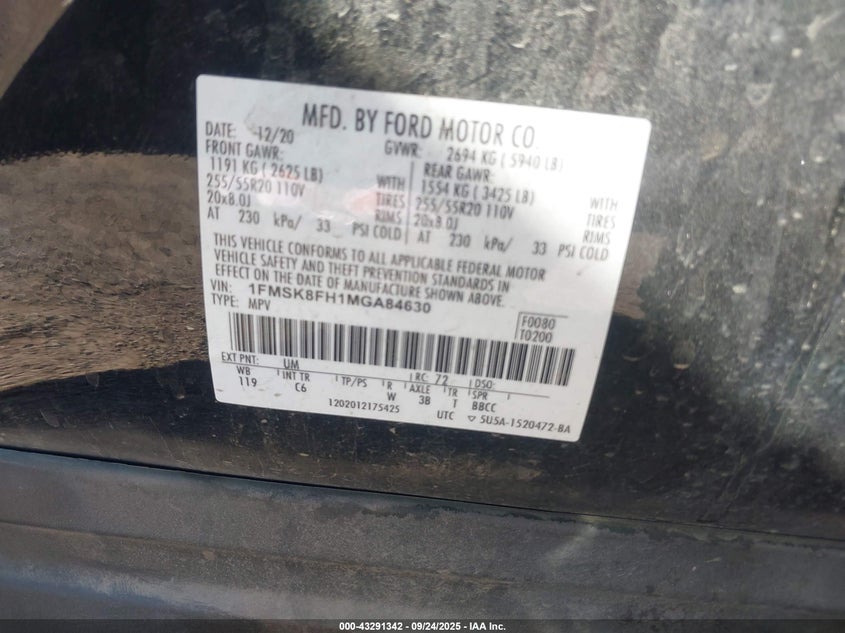 MFD. BY FORD MOTOR CO
DATE: 12/20 GVWR: 2694 KG ( 5940 LB)
FRONT GAWR: REAR GAWR:
1191 KG ( 2625 LB) WITH 1554 KG ( 3425 LB) WITH
255/55R20 110V TIRES 255/55R20 110V TIRES
20x8.0J RIMS 20x8.0J RIMS
AT 230 kPa/ 33 PSI COLD AT 230 kPa/ 33 PSI COLD
THIS VEHICLE CONFORMS TO ALL APPLICABLE FEDERAL MOTOR
VEHICLE SAFETY AND THEFT PREVENTION STANDARDS IN
EFFECT ON THE DATE OF MANUFACTURE SHOWN ABOVE.
VIN: 1FMSK8FH1MGA84630
TYPE: MPV
F0080
T0200
EXT PNT: UM RC: 72 DSO:
WB INT TR TP/PS R AXLE TR SPR
119 C6 W 3B T BBCC
1202012175425 UTC ▽ 5U5A-1520472-BA
000-43291342 - 09/24/2025 - IAA Inc.